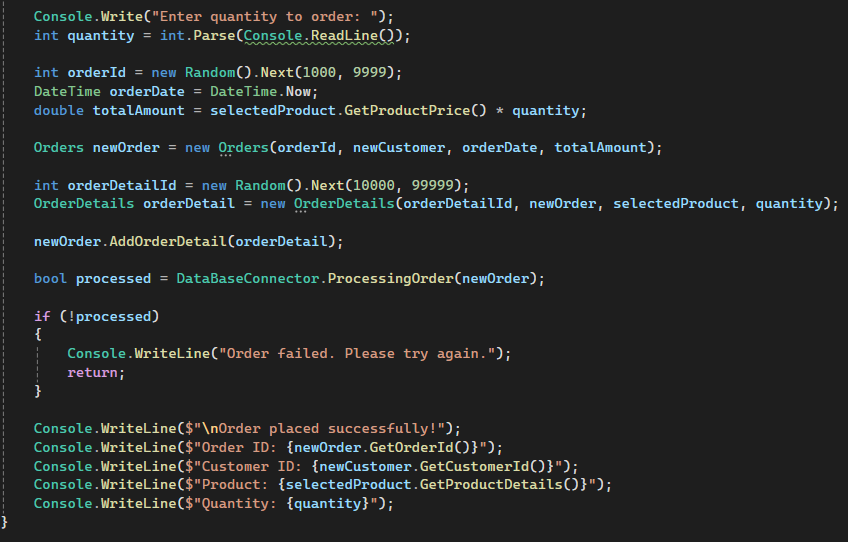 Console.Write("Enter quantity to order: ");
int quantity = int.Parse(Console.ReadLine());
int orderId = new Random().Next(1000, 9999);
DateTime orderDate = DateTime.Now;
double totalAmount = selectedProduct.GetProductPrice() * quantity;
Orders newOrder = new Orders(orderId, newCustomer, orderDate, totalAmount);
int orderDetailId = new Random().Next(10000, 99999);
OrderDetails orderDetail = new OrderDetails(orderDetailId, newOrder, selectedProduct, quantity);
newOrder.AddOrderDetail(orderDetail);
bool processed = DataBaseConnector.ProcessingOrder(newOrder);
if (!processed)
{
Console.WriteLine("Order failed. Please try again.");
return;
}
Console.WriteLine($"\nOrder placed successfully!");
Console.WriteLine($"Order ID: {newOrder.GetOrderId()}");
Console.WriteLine($"Customer ID: {newCustomer.GetCustomerId()}");
Console.WriteLine($"Product: {selectedProduct.GetProductDetails()}");
Console.WriteLine($"Quantity: {quantity}");
}